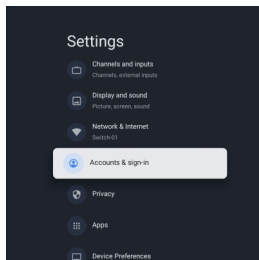 Settings
Channels and inputs
Channels, external inputs
Display and sound
Picture, screen, sound
Network & Internet
Switch-01
Accounts & sign-in
Privacy
Apps
Device Preferences